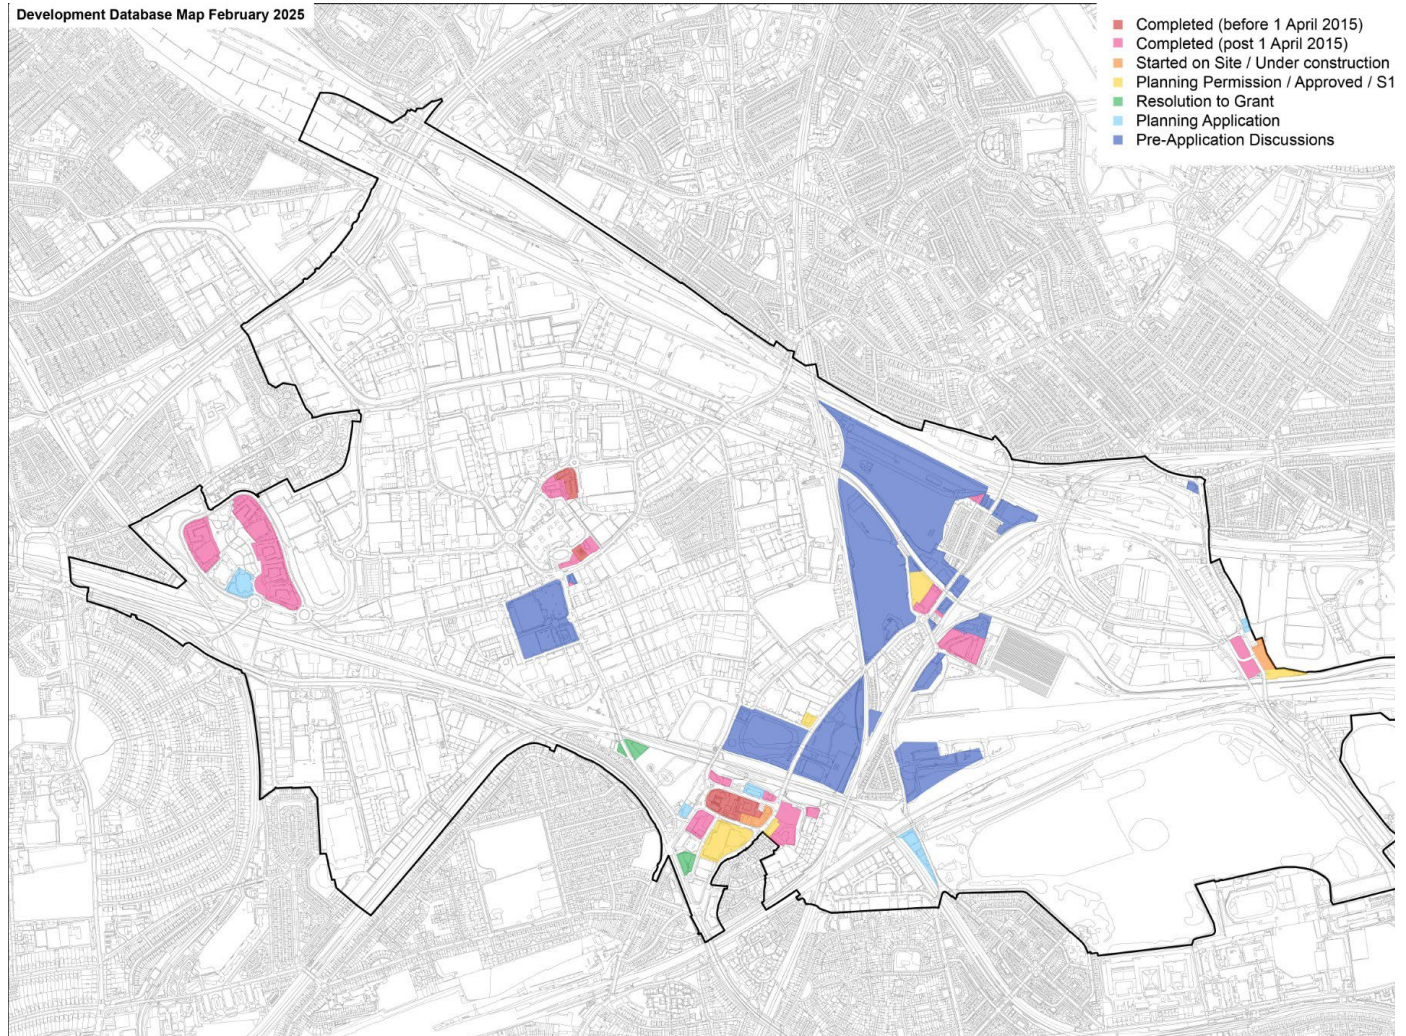 Development Database Map February 2025
Completed (before 1 April 2015)
Completed (post 1 April 2015)
Started on Site / Under construction
Planning Permission / Approved / S1
Resolution to Grant
Planning Application
Pre-Application Discussions